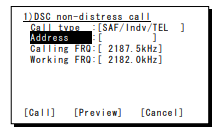 1)DSC non-distress call
Call type :[SAF/Indv/TEL ]
Address :[ ]
Calling FRQ:[ 2187.5kHz]
Working FRQ:[ 2182.0kHz]
[Call] [Preview] [Cancel]